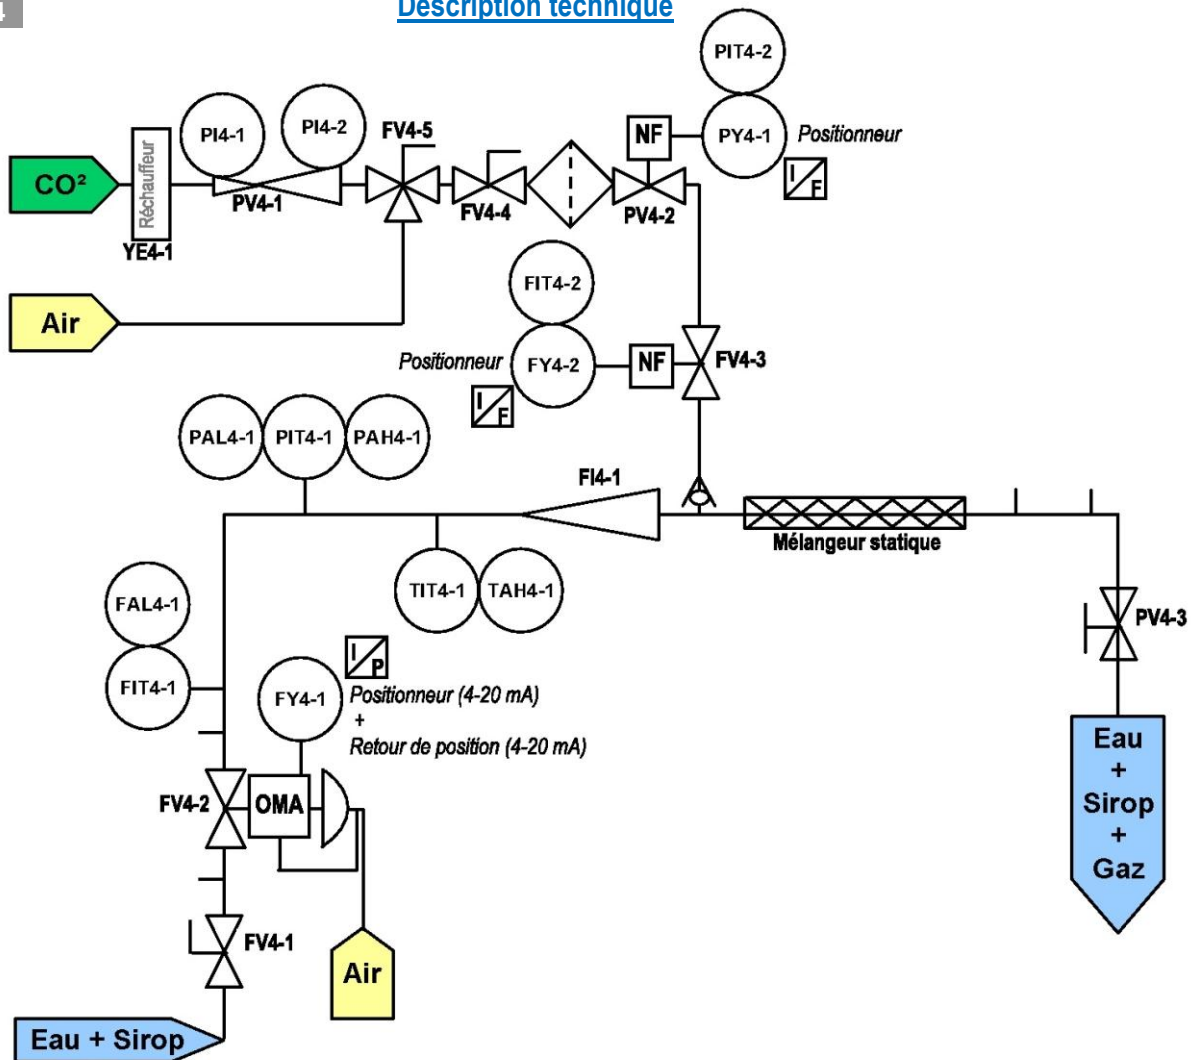 4
Description technique
PIT4-2
PI4-1
PI4-2
FV4-5
NF
PY4-1
Positionneur
CO²
Réchauffeur
I/F
PV4-1
FV4-4
PV4-2
YE4-1
FIT4-2
Air
Positionneur
FY4-2
NF
FV4-3
I/F
PAL4-1
PIT4-1
PAH4-1
FI4-1
Mélangeur statique
FAL4-1
TIT4-1
TAH4-1
PV4-3
I/P
FIT4-1
FY4-1
Positionneur (4-20 mA)
+
Retour de position (4-20 mA)
Eau
+
Sirop
+
Gaz
FV4-2
OMA
FV4-1
Air
Eau + Sirop